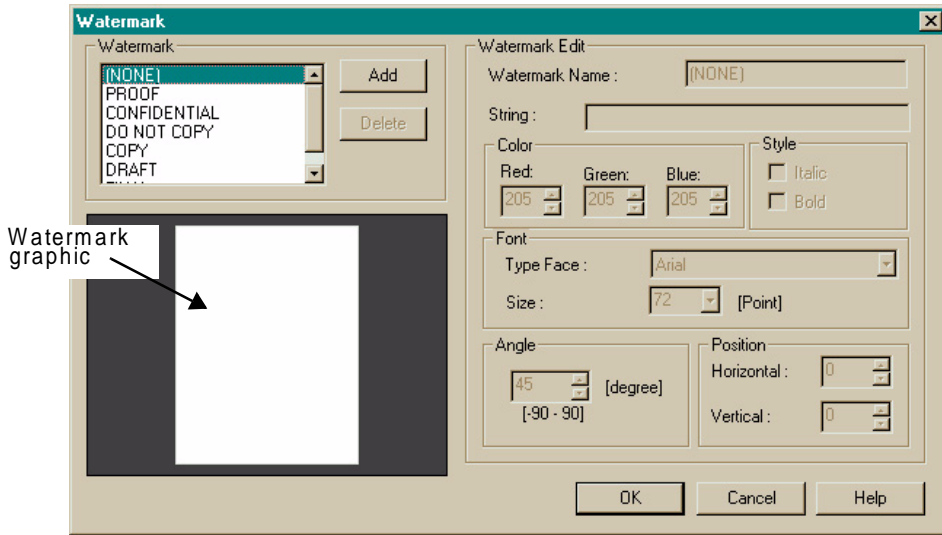 Watermark
Watermark
(NONE)
PROOF
CONFIDENTIAL
DO NOT COPY
COPY
DRAFT
Add
Delete
Watermark
graphic
Watermark Edit
Watermark Name :
(NONE)
String :
Color
Red:
Green:
Blue:
205
205
205
Style
Italic
Bold
Font
Type Face :
Arial
Size :
72
[Point]
Angle
45
[degree]
[-90 - 90]
Position
Horizontal :
0
Vertical :
0
OK
Cancel
Help